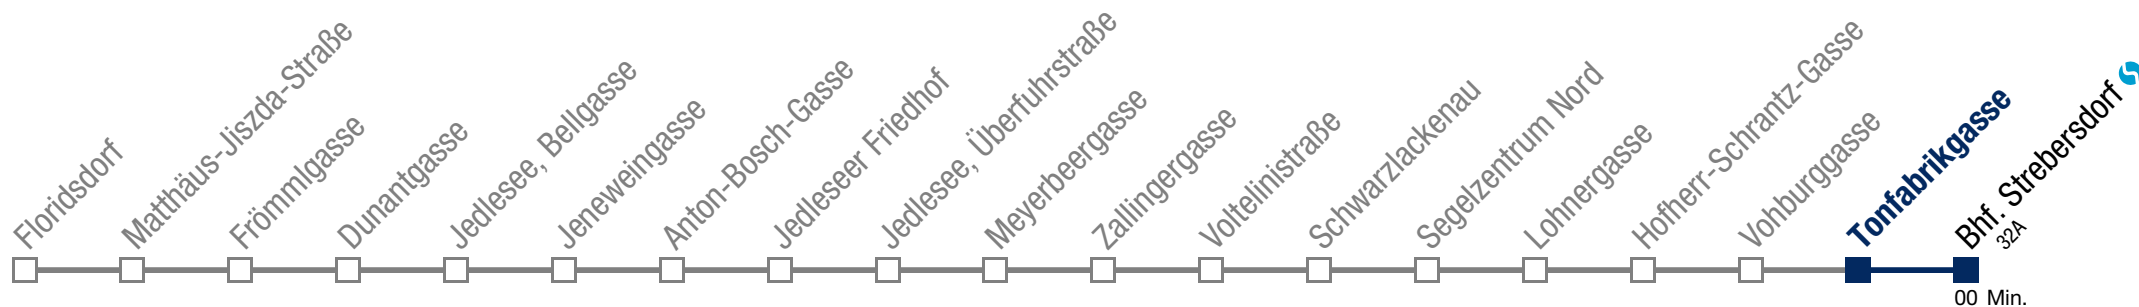 Floridsdorf
Matthäus-Jiszda-Straße
Frömmlgasse
Dunantgasse
Jedlesee, Bellgasse
Jeneweingasse
Anton-Bosch-Gasse
Jedleseer Friedhof
Jedlesee, Überfuhrstraße
Meyerbeergasse
Zallingergasse
Voltelinistraße
Schwarzlackenau
Segelzentrum Nord
Lohnergasse
Hofherr-Schrantz-Gasse
Vohburggasse
Tonfabrikgasse
Bhf. Strebersdorf
32A
00 Min.